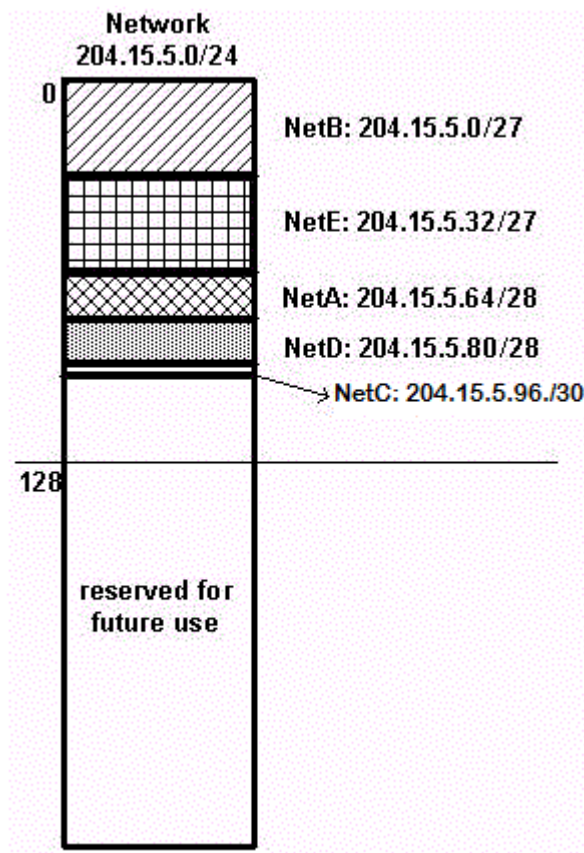 Network
204.15.5.0/24
0
NetB: 204.15.5.0/27
NetE: 204.15.5.32/27
NetA: 204.15.5.64/28
NetD: 204.15.5.80/28
NetC: 204.15.5.96./30
128
reserved for
future use